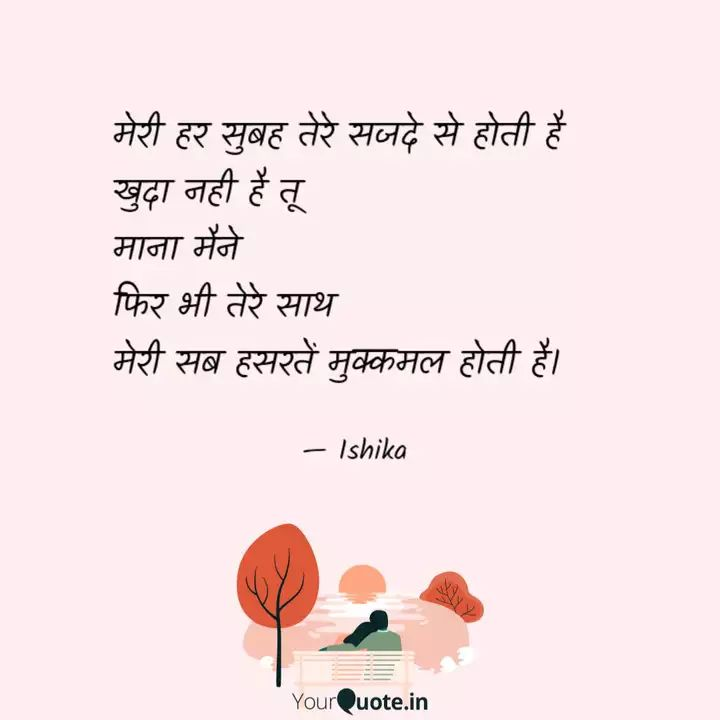 मेरी हर सुबह तेरे सजदे से होती है
खुदा नही है तू
माना मैने
फिर भी तेरे साथ
मेरी सब हसरतें मुक्कमल होती है।
— Ishika
YourQuote.in